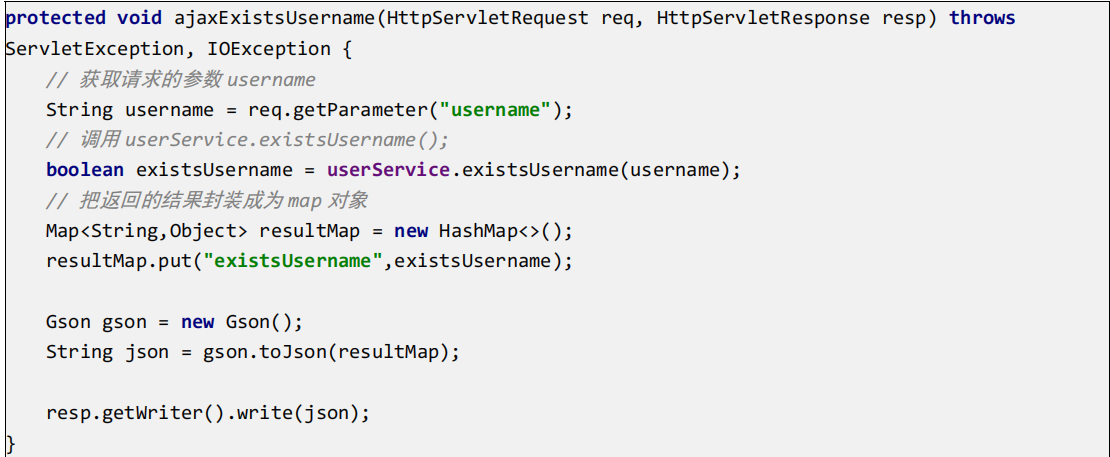 protected void ajaxExistsUsername(HttpServletRequest req, HttpServletResponse resp) throws
ServletException, IOException {
// 获取请求的参数 username
String username = req.getParameter("username");
// 调用 userService.existsUsername();
boolean existsUsername = userService.existsUsername(username);
// 把返回的结果封装成为 map 对象
Map<String,Object> resultMap = new HashMap<>();
resultMap.put("existsUsername",existsUsername);
Gson gson = new Gson();
String json = gson.toJson(resultMap);
resp.getWriter().write(json);
}